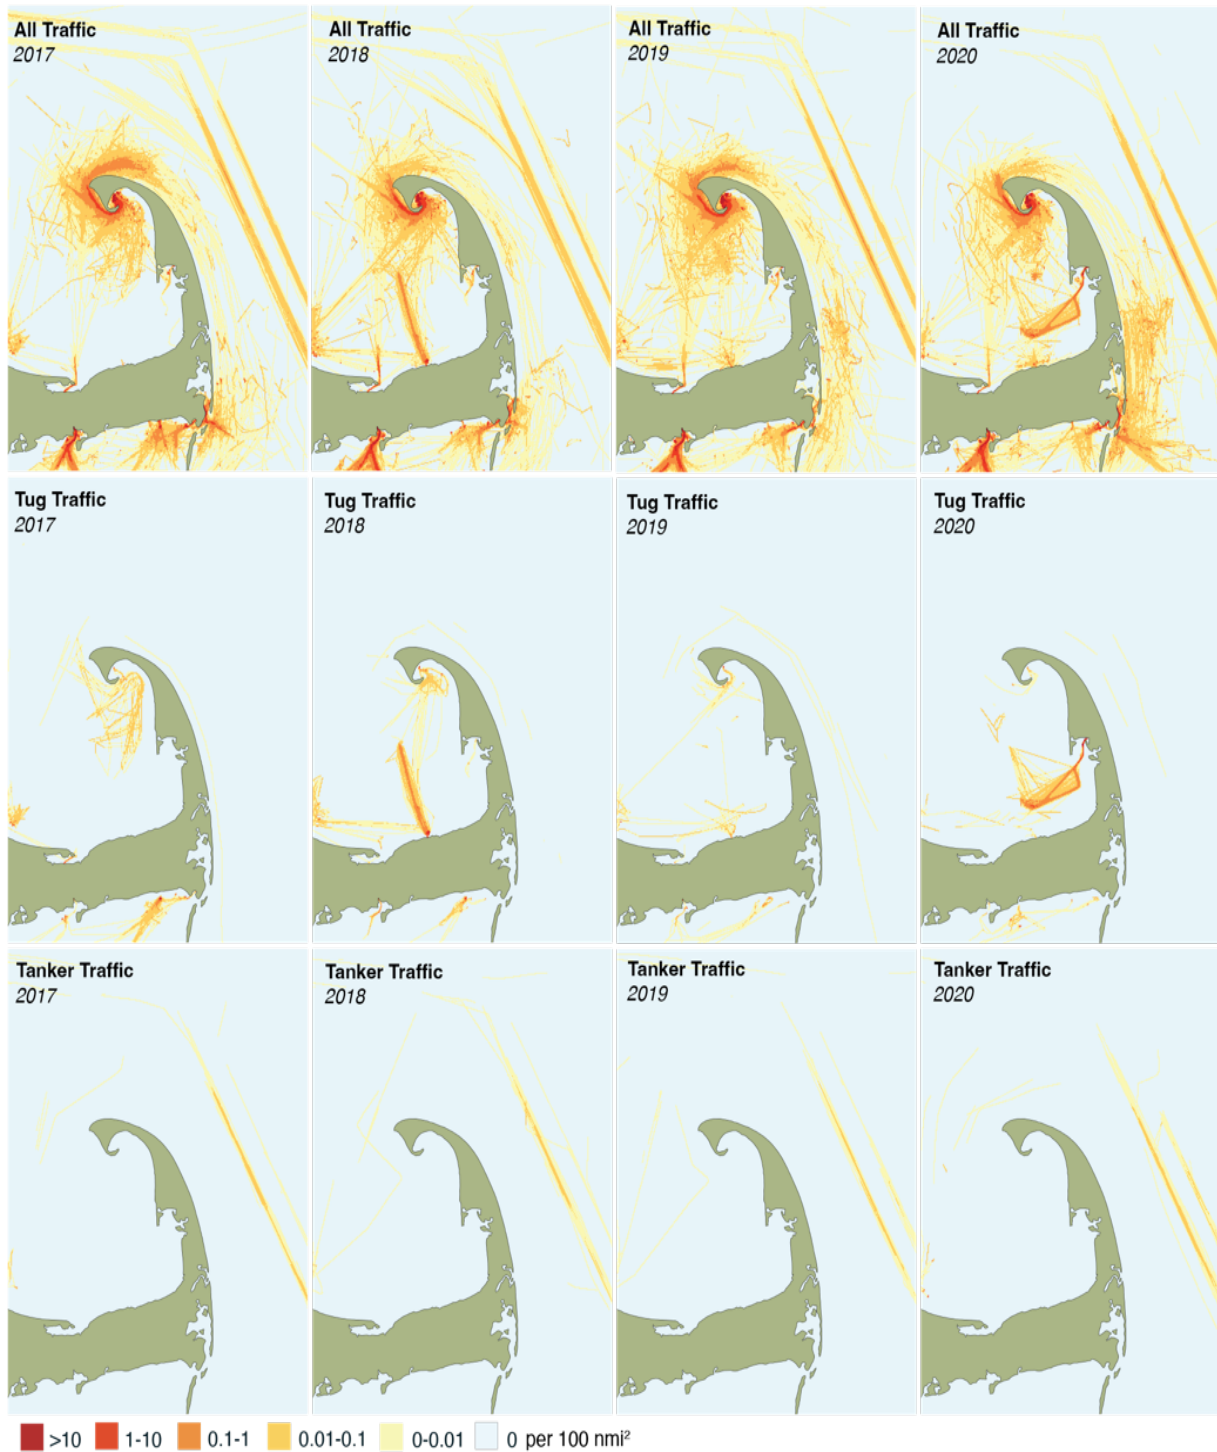 All Traffic
2017
All Traffic
2018
All Traffic
2019
All Traffic
2020
Tug Traffic
2017
Tug Traffic
2018
Tug Traffic
2019
Tug Traffic
2020
Tanker Traffic
2017
Tanker Traffic
2018
Tanker Traffic
2019
Tanker Traffic
2020
>10 1-10 0.1-1 0.01-0.1 0-0.01 0 per 100 nmi²